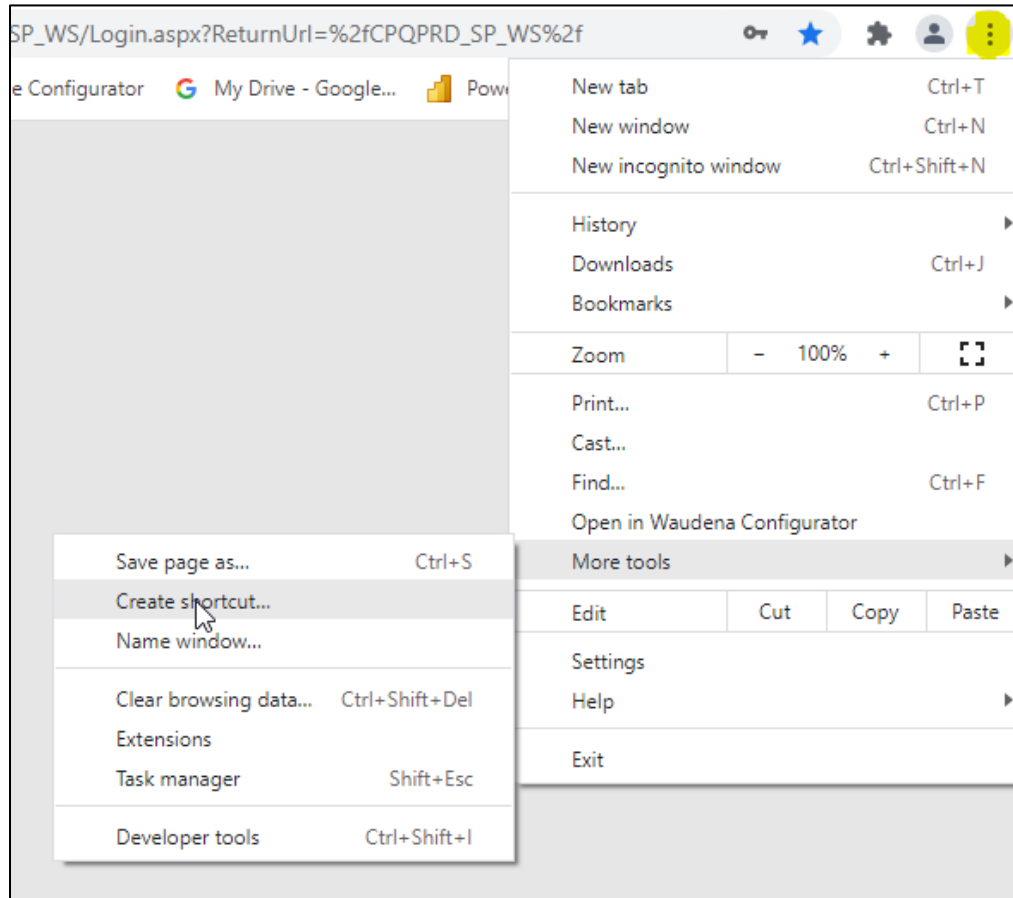 SP_WS/Login.aspx?ReturnUrl=%2fCPQPRD_SP_WS%2f
e Configurator My Drive - Google... Powe
New tab Ctrl+T
New window Ctrl+N
New incognito window Ctrl+Shift+N
History
Downloads Ctrl+J
Bookmarks
Zoom - 100% +
Print... Ctrl+P
Cast...
Find... Ctrl+F
Open in Waudena Configurator
More tools
Edit Cut Copy Paste
Settings
Help
Exit
Save page as... Ctrl+S
Create shortcut...
Name window...
Clear browsing data... Ctrl+Shift+Del
Extensions
Task manager Shift+Esc
Developer tools Ctrl+Shift+I